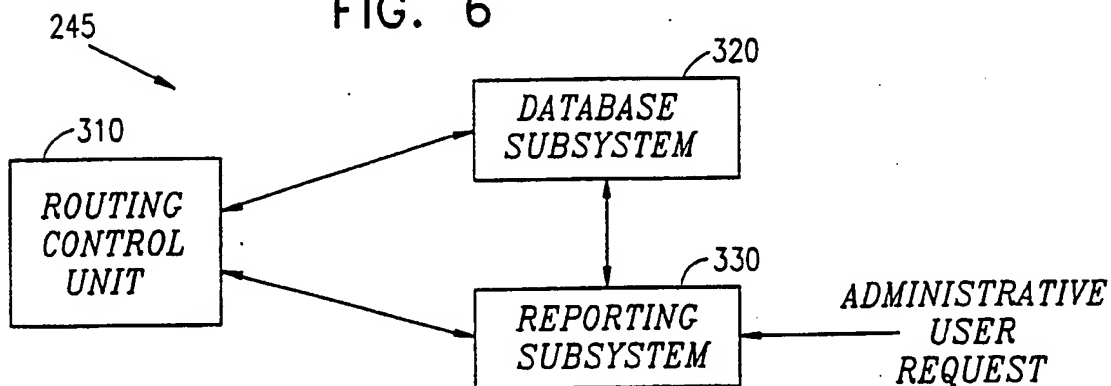 FIG. 6
245
320
DATABASE
SUBSYSTEM
310
ROUTING
CONTROL
UNIT
330
REPORTING
SUBSYSTEM
ADMINISTRATIVE
USER
REQUEST